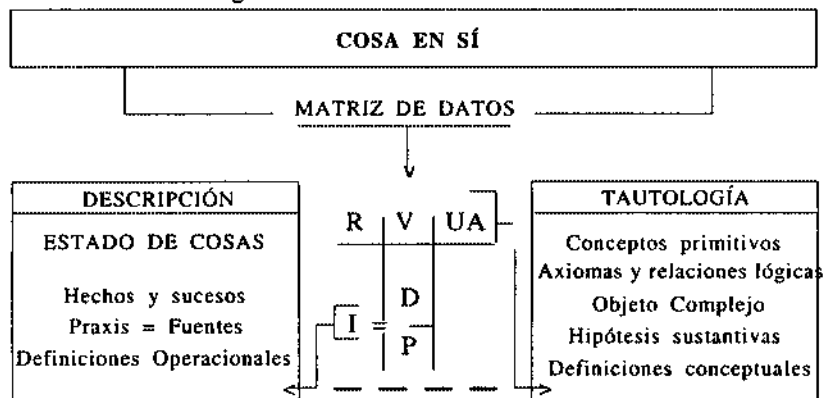 COSA EN SÍ
MATRIZ DE DATOS
DESCRIPCIÓN
ESTADO DE COSAS
Hechos y sucesos
Praxis = Fuentes
Definiciones Operacionales
R V UA
I = D
P
TAUTOLOGÍA
Conceptos primitivos
Axiomas y relaciones lógicas
Objeto Complejo
Hipótesis sustantivas
Definiciones conceptuales